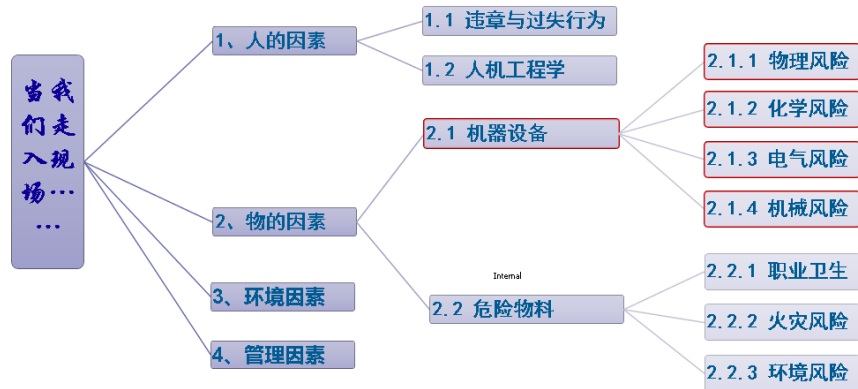 当我们走入现场……
1、人的因素
1.1 违章与过失行为
1.2 人机工程学
2、物的因素
2.1 机器设备
2.1.1 物理风险
2.1.2 化学风险
2.1.3 电气风险
2.1.4 机械风险
Internal
2.2 危险物料
2.2.1 职业卫生
2.2.2 火灾风险
2.2.3 环境风险
3、环境因素
4、管理因素